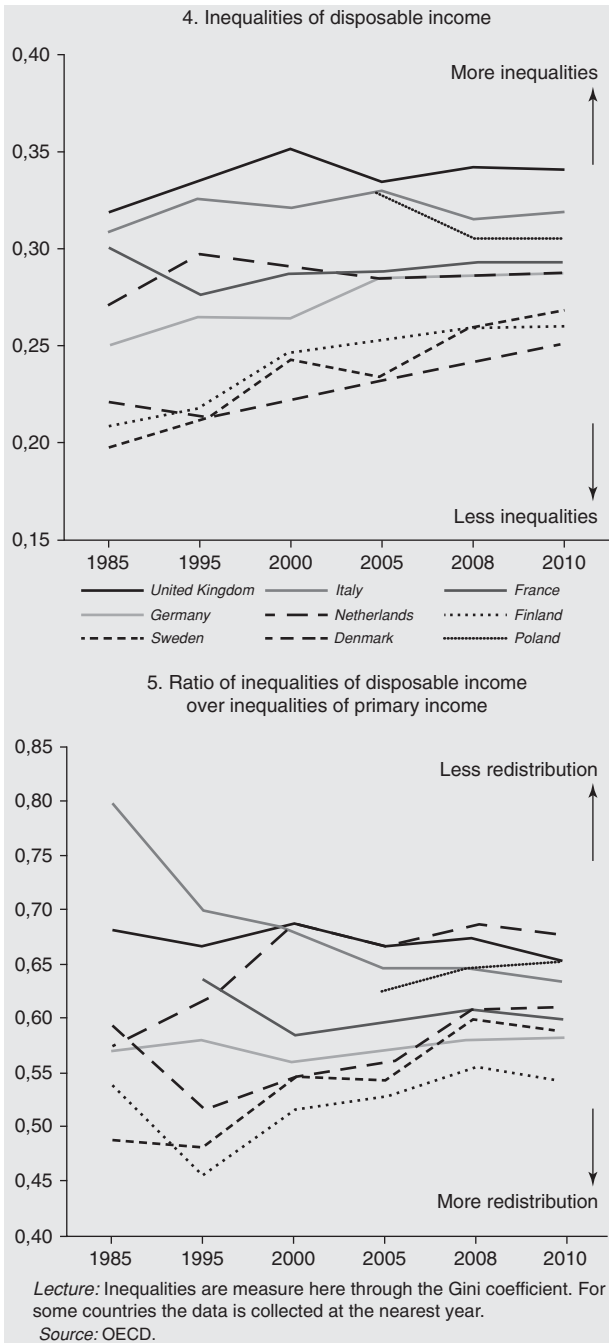 4. Inequalities of disposable income
0,40
More inequalities
0,35
0,30
0,25
0,20
Less inequalities
0,15
1985 1995 2000 2005 2008 2010
United Kingdom Italy France
Germany Netherlands Finland
Sweden Denmark Poland
5. Ratio of inequalities of disposable income
over inequalities of primary income
0,85
Less redistribution
0,80
0,75
0,70
0,65
0,60
0,55
0,50
0,45
More redistribution
0,40
1985 1995 2000 2005 2008 2010
Lecture: Inequalities are measure here through the Gini coefficient. For
some countries the data is collected at the nearest year.
Source: OECD.